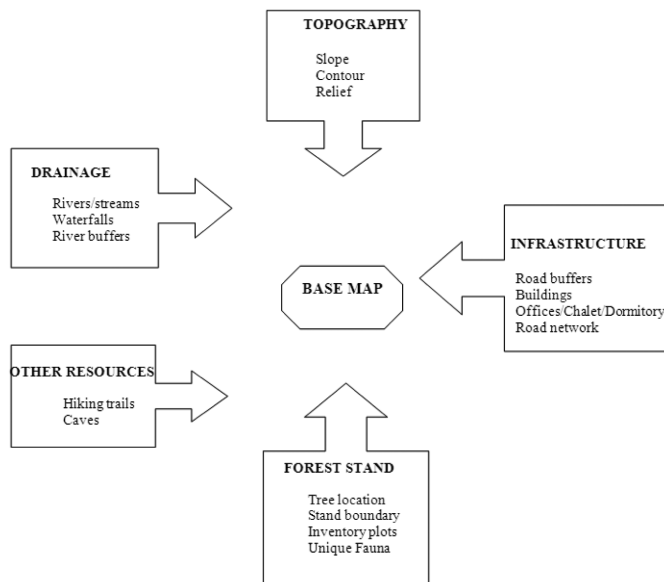 TOPOGRAPHY
Slope
Contour
Relief
DRAINAGE
Rivers/streams
Waterfalls
River buffers
INFRASTRUCTURE
Road buffers
Buildings
Offices/Chalet/Dormitory
Road network
BASE MAP
OTHER RESOURCES
Hiking trails
Caves
FOREST STAND
Tree location
Stand boundary
Inventory plots
Unique Fauna